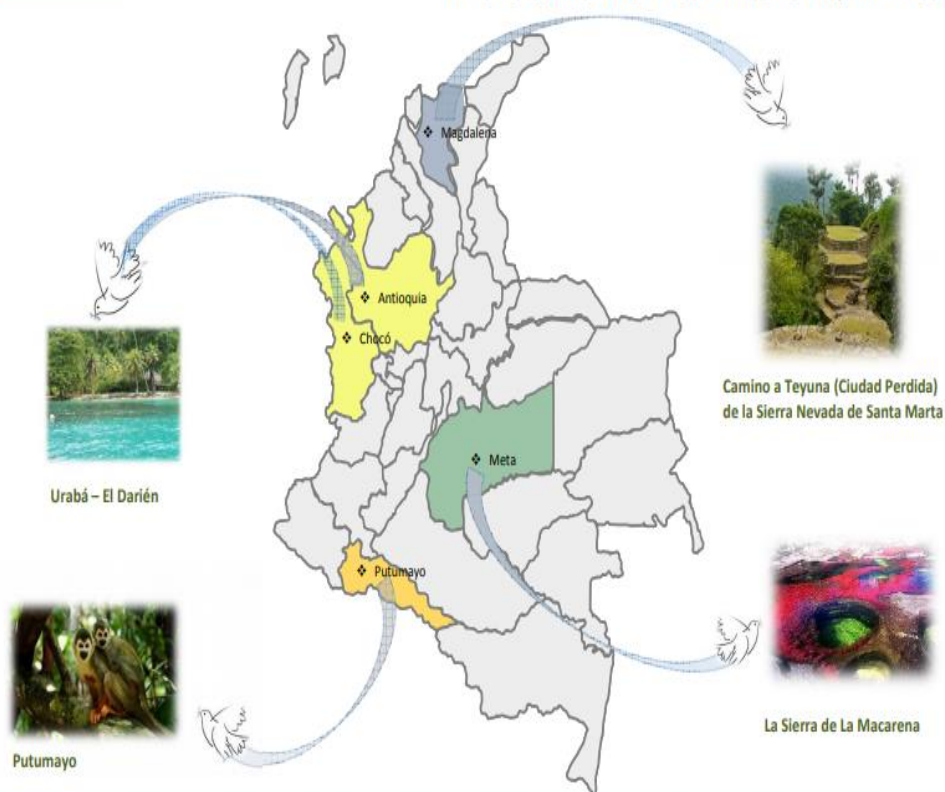 ❖ Magdalena
❖ Antioquia
❖ Chocó
Camino a Teyuna (Ciudad Perdida)
de la Sierra Nevada de Santa Marta
❖ Meta
Urabá – El Darién
❖ Putumayo
La Sierra de La Macarena
Putumayo